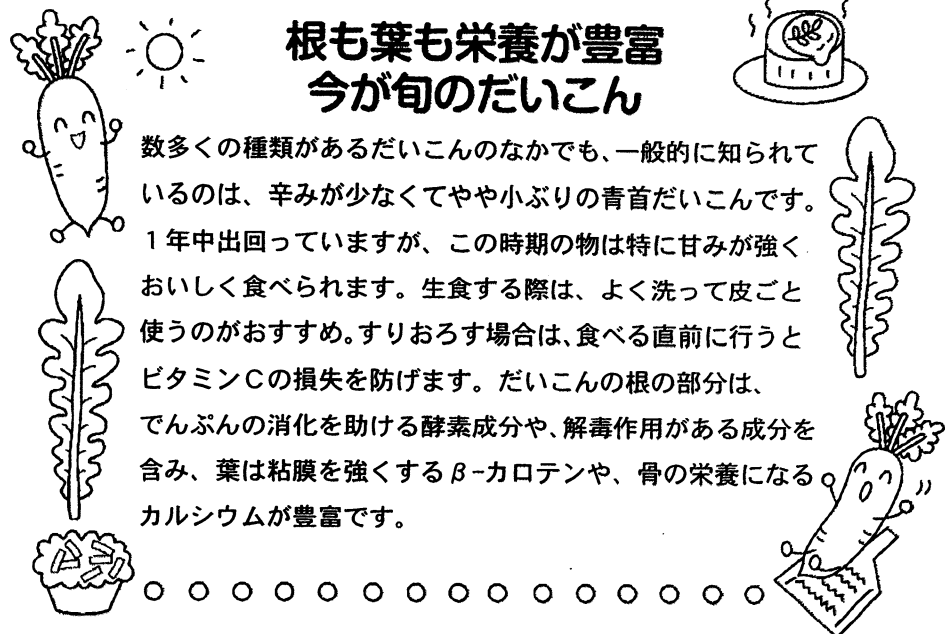 根も葉も栄養が豊富
今が旬のだいこん
数多くの種類があるだいこんのなかでも、一般的に知られて
いるのは、辛みが少なくてやや小ぶりの青首だいこんです。
１年中出回っていますが、この時期の物は特に甘みが強く
おいしく食べられます。生食する際は、よく洗って皮ごと
使うのがおすすめ。すりおろす場合は、食べる直前に行うと
ビタミンＣの損失を防げます。だいこんの根の部分は、
でんぷんの消化を助ける酵素成分や、解毒作用がある成分を
含み、葉は粘膜を強くするβ−カロテンや、骨の栄養になる
カルシウムが豊富です。